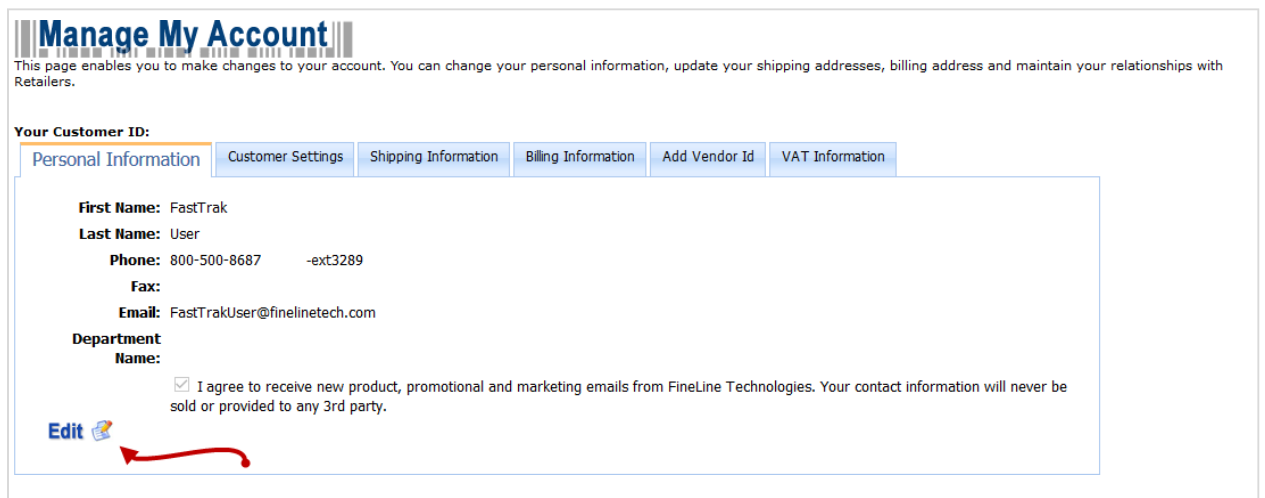 Manage My Account
This page enables you to make changes to your account. You can change your personal information, update your shipping addresses, billing address and maintain your relationships with
Retailers.
Your Customer ID:
Personal Information Customer Settings Shipping Information Billing Information Add Vendor Id VAT Information
First Name: FastTrak
Last Name: User
Phone: 800-500-8687 -ext3289
Fax:
Email: FastTrakUser@finelinetech.com
Department
Name:
I agree to receive new product, promotional and marketing emails from FineLine Technologies. Your contact information will never be
sold or provided to any 3rd party.
Edit